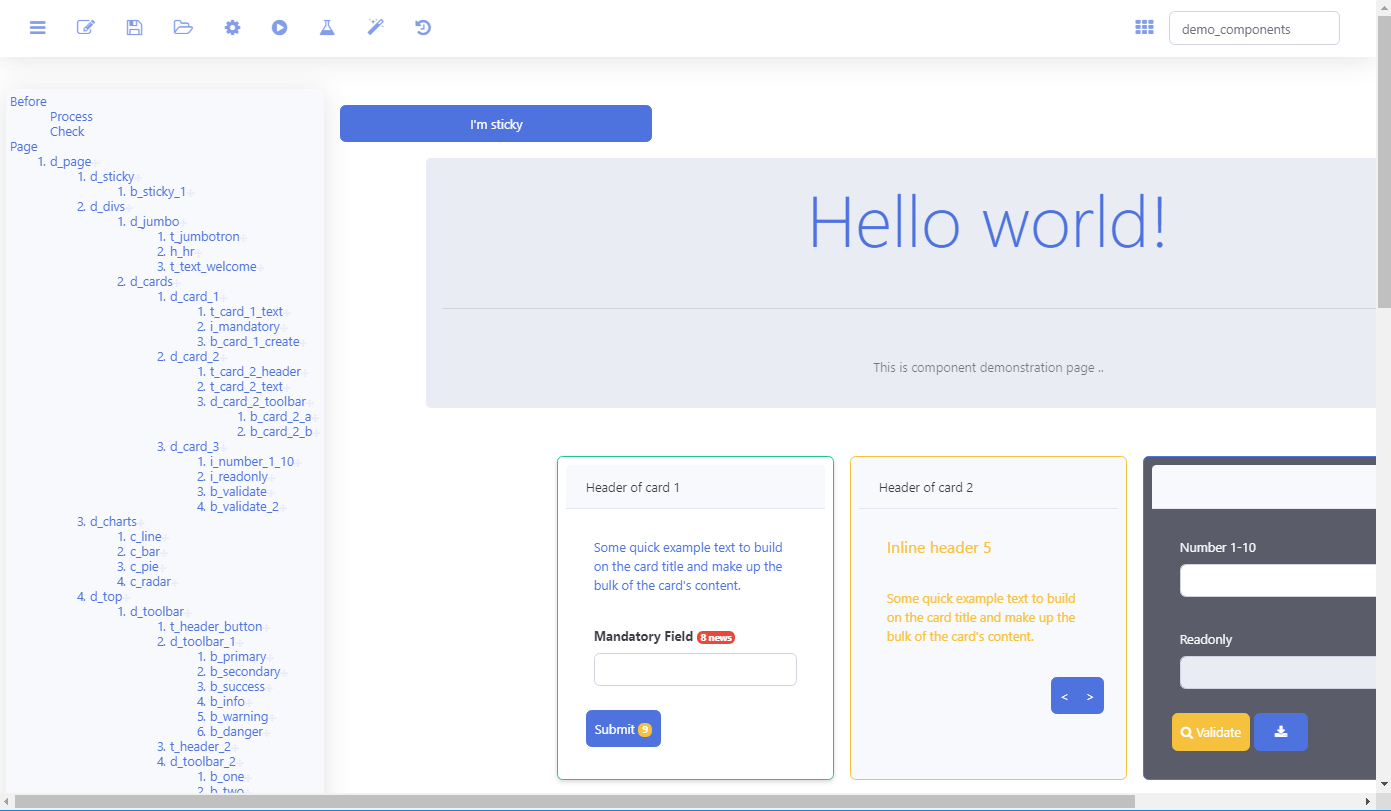 demo_components
Before
Process
Check
Page
1. d_page
1. d_sticky
1. b_sticky_1
2. d_divs
1. d_jumbo
1. t_jumbotron
2. h_hr
3. t_text_welcome
2. d_cards
1. d_card_1
1. t_card_1_text
2. i_mandatory
3. b_card_1_create
2. d_card_2
1. t_card_2_header
2. t_card_2_text
3. d_card_2_toolbar
1. b_card_2_a
2. b_card_2_b
3. d_card_3
1. i_number_1_10
2. i_readonly
3. b_validate
4. b_validate_2
3. d_charts
1. c_line
2. c_bar
3. c_pie
4. c_radar
4. d_top
1. d_toolbar
1. t_header_button
2. d_toolbar_1
1. b_primary
2. b_secondary
3. b_success
4. b_info
5. b_warning
6. b_danger
3. t_header_2
4. d_toolbar_2
1. b_one
2. b_two
I'm sticky
Hello world!
This is component demonstration page ..
Header of card 1
Some quick example text to build
on the card title and make up the
bulk of the card's content.
Mandatory Field 8 news
Submit 9
Header of card 2
Inline header 5
Some quick example text to build
on the card title and make up the
bulk of the card's content.
< >
Number 1-10
Readonly
Validate